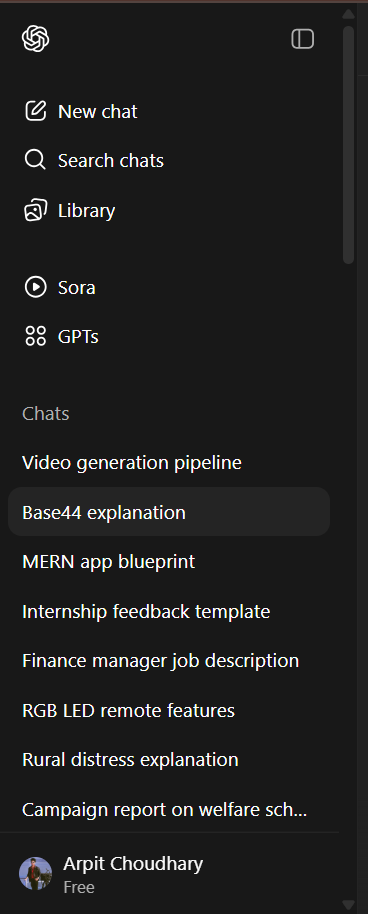 New chat
Search chats
Library
Sora
GPTs
Chats
Video generation pipeline
Base44 explanation
MERN app blueprint
Internship feedback template
Finance manager job description
RGB LED remote features
Rural distress explanation
Campaign report on welfare sch...
Arpit Choudhary
Free